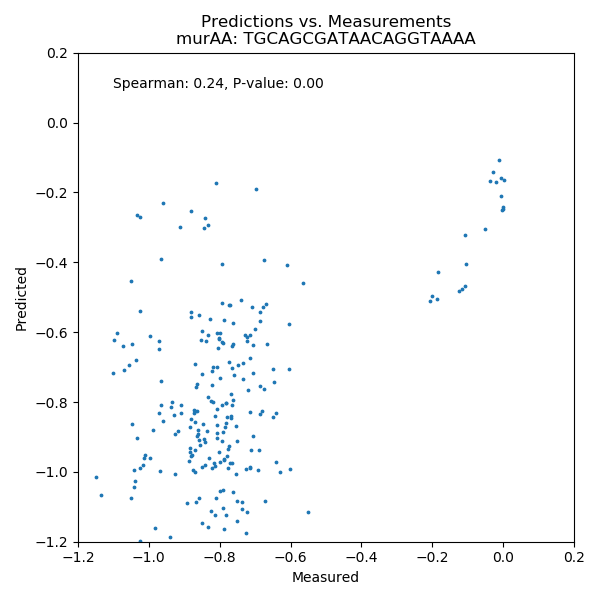 Predictions vs. Measurements
murAA: TGCAGCGATAACAGGTAAAA
Spearman: 0.24, P-value: 0.00
0.2
0.0
−0.2
−0.4
−0.6
−0.8
−1.0
−1.2
Predicted
−1.2 −1.0 −0.8 −0.6 −0.4 −0.2 0.0 0.2
Measured